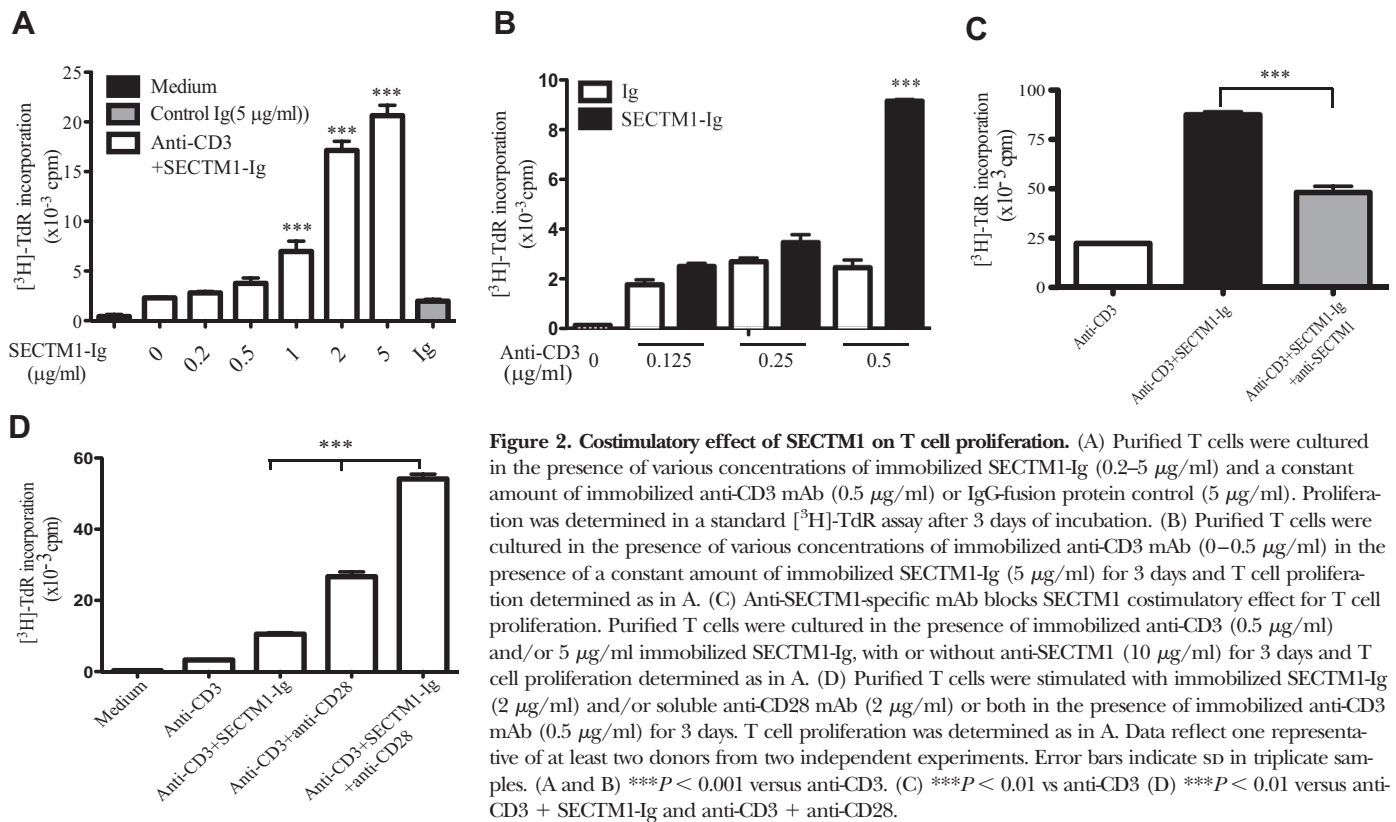 A
25
20
15
10
5
0
[³H]-TdR incorporation
(x10⁻³ cpm)
Medium
Control Ig(5 μg/ml))
Anti-CD3
+SECTM1-Ig
***
***
***
SECTM1-Ig
(μg/ml)
0
0.2
0.5
1
2
5
Ig
B
10
8
6
4
2
0
[³H]-TdR incorporation
(x10⁻³cpm)
Ig
SECTM1-Ig
***
Anti-CD3
(μg/ml)
0
0.125
0.25
0.5
C
100
75
50
25
0
[³H]-TdR incorporation
(x10⁻³cpm)
***
Anti-CD3
Anti-CD3+SECTM1-Ig
Anti-CD3+SECTM1-Ig
+anti-SECTM1
D
60
40
20
0
[³H]-TdR incorporation
(x10⁻³cpm)
***
Medium
Anti-CD3
Anti-CD3+SECTM1-Ig
Anti-CD3+anti-CD28
Anti-CD3+SECTM1-Ig
+anti-CD28
Figure 2. Costimulatory effect of SECTM1 on T cell proliferation. (A) Purified T cells were cultured
in the presence of various concentrations of immobilized SECTM1-Ig (0.2–5 μg/ml) and a constant
amount of immobilized anti-CD3 mAb (0.5 μg/ml) or IgG-fusion protein control (5 μg/ml). Prolifera-
tion was determined in a standard [³H]-TdR assay after 3 days of incubation. (B) Purified T cells were
cultured in the presence of various concentrations of immobilized anti-CD3 mAb (0–0.5 μg/ml) in the
presence of a constant amount of immobilized SECTM1-Ig (5 μg/ml) for 3 days and T cell prolifera-
tion determined as in A. (C) Anti-SECTM1-specific mAb blocks SECTM1 costimulatory effect for T cell
proliferation. Purified T cells were cultured in the presence of immobilized anti-CD3 (0.5 μg/ml)
and/or 5 μg/ml immobilized SECTM1-Ig, with or without anti-SECTM1 (10 μg/ml) for 3 days and T
cell proliferation determined as in A. (D) Purified T cells were stimulated with immobilized SECTM1-Ig
(2 μg/ml) and/or soluble anti-CD28 mAb (2 μg/ml) or both in the presence of immobilized anti-CD3
mAb (0.5 μg/ml) for 3 days. T cell proliferation was determined as in A. Data reflect one representa-
tive of at least two donors from two independent experiments. Error bars indicate SD in triplicate sam-
ples. (A and B) ***P < 0.001 versus anti-CD3. (C) ***P < 0.01 vs anti-CD3 (D) ***P < 0.01 versus anti-
CD3 + SECTM1-Ig and anti-CD3 + anti-CD28.